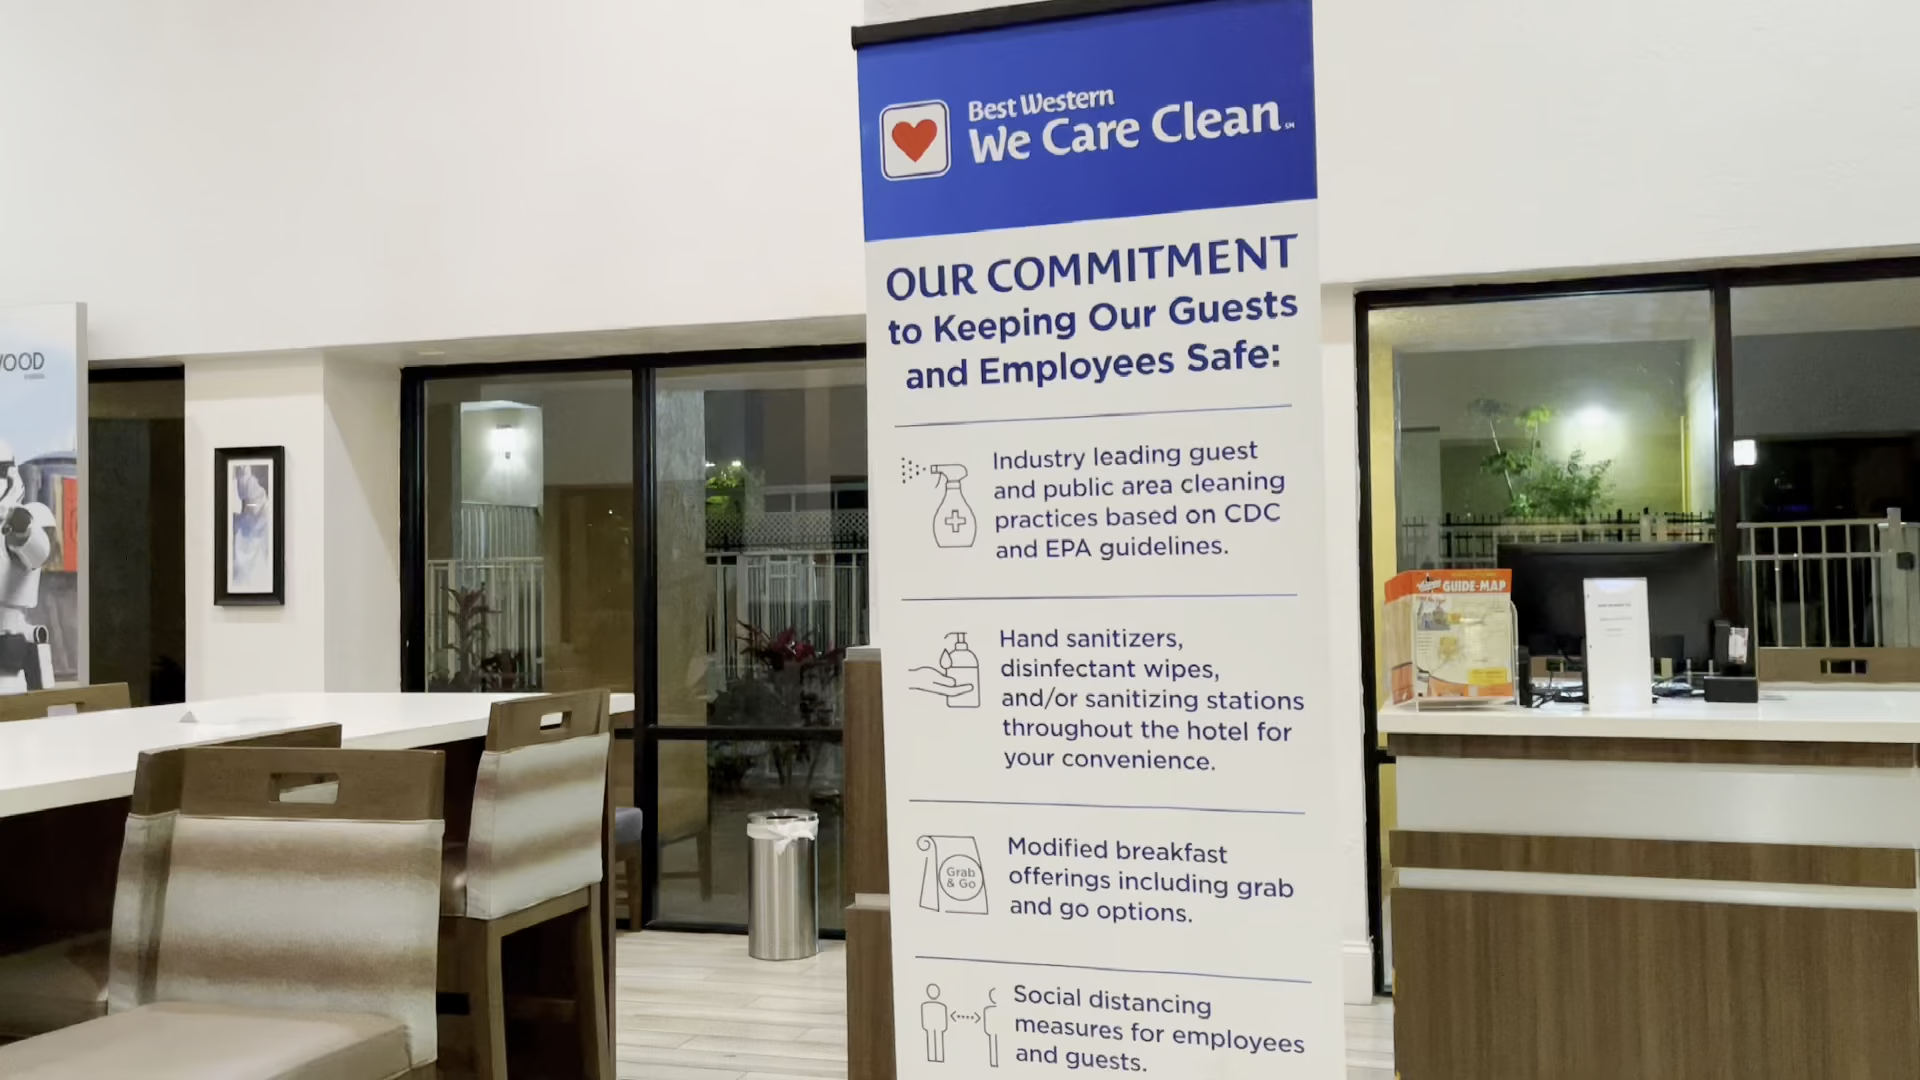 Best Western
We Care Clean.℠
OUR COMMITMENT
to Keeping Our Guests
and Employees Safe:
Industry leading guest
and public area cleaning
practices based on CDC
and EPA guidelines.
Hand sanitizers,
disinfectant wipes,
and/or sanitizing stations
throughout the hotel for
your convenience.
Grab
& Go
Modified breakfast
offerings including grab
and go options.
Social distancing
measures for employees
and guests.
WOOD
GUIDE-MAP